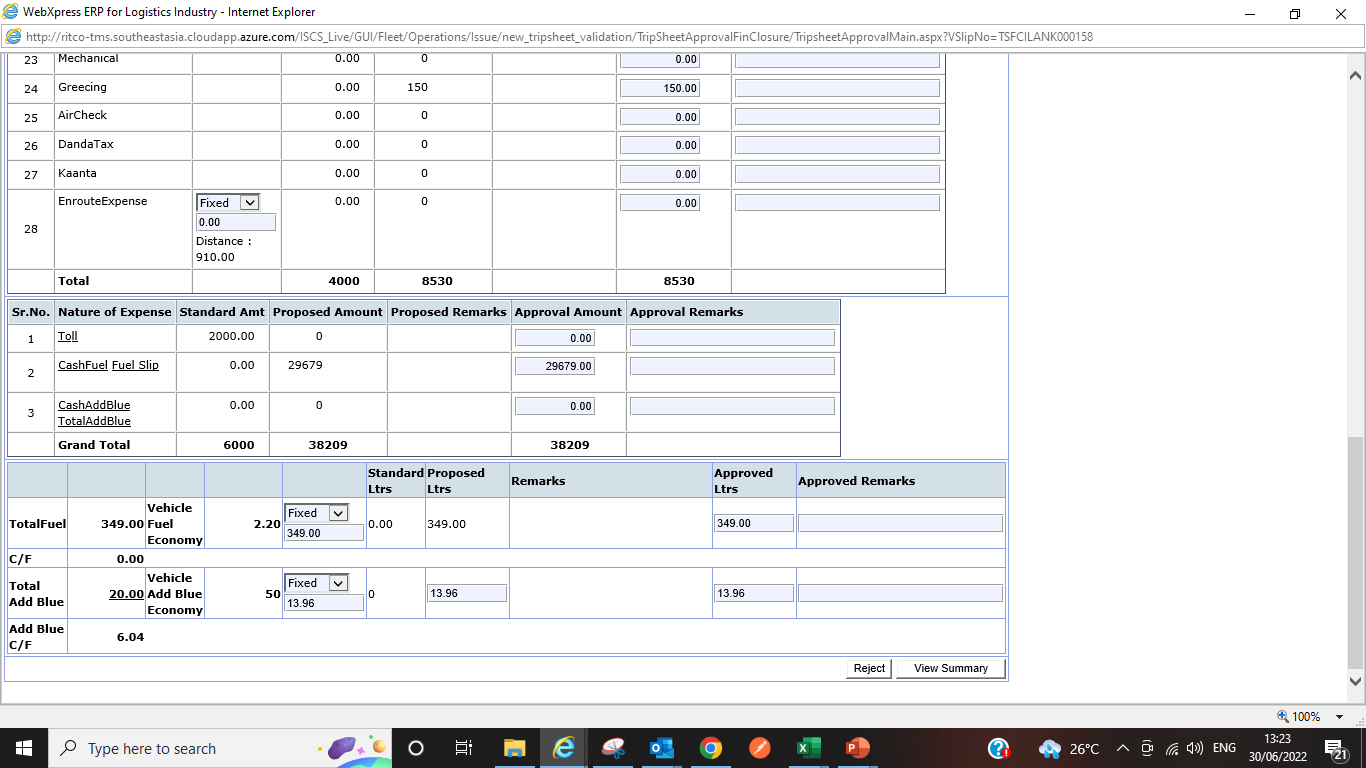 WebXpress ERP for Logistics Industry - Internet Explorer
http://ritco-tms.southeastasia.cloudapp.azure.com/ISCS_Live/GUI/Fleet/Operations/Issue/new_tripsheet_validation/TripSheetApprovalFinClosure/TripsheetApprovalMain.aspx?VSlipNo=TSFCILANK000158
23 Mechanical 0.00 0 0.00
24 Greecing 0.00 150 150.00
25 AirCheck 0.00 0 0.00
26 DandaTax 0.00 0 0.00
27 Kaanta 0.00 0 0.00
28 EnrouteExpense Fixed 0.00 0 0.00
0.00
Distance :
910.00
Total 4000 8530 8530
Sr.No. Nature of Expense Standard Amt Proposed Amount Proposed Remarks Approval Amount Approval Remarks
1 Toll 2000.00 0 0.00
2 CashFuel Fuel Slip 0.00 29679 29679.00
3 CashAddBlue 0.00 0 0.00
TotalAddBlue
Grand Total 6000 38209 38209
Standard Ltrs Proposed Ltrs Remarks Approved Ltrs Approved Remarks
TotalFuel 349.00 Vehicle Fuel Economy 2.20 Fixed 349.00 0.00 349.00 349.00
C/F 0.00
Total Add Blue 20.00 Vehicle Add Blue Economy 50 Fixed 13.96 0 13.96 13.96
Add Blue C/F 6.04
Reject View Summary
100%
Type here to search
26°C
ENG
13:23
30/06/2022
21